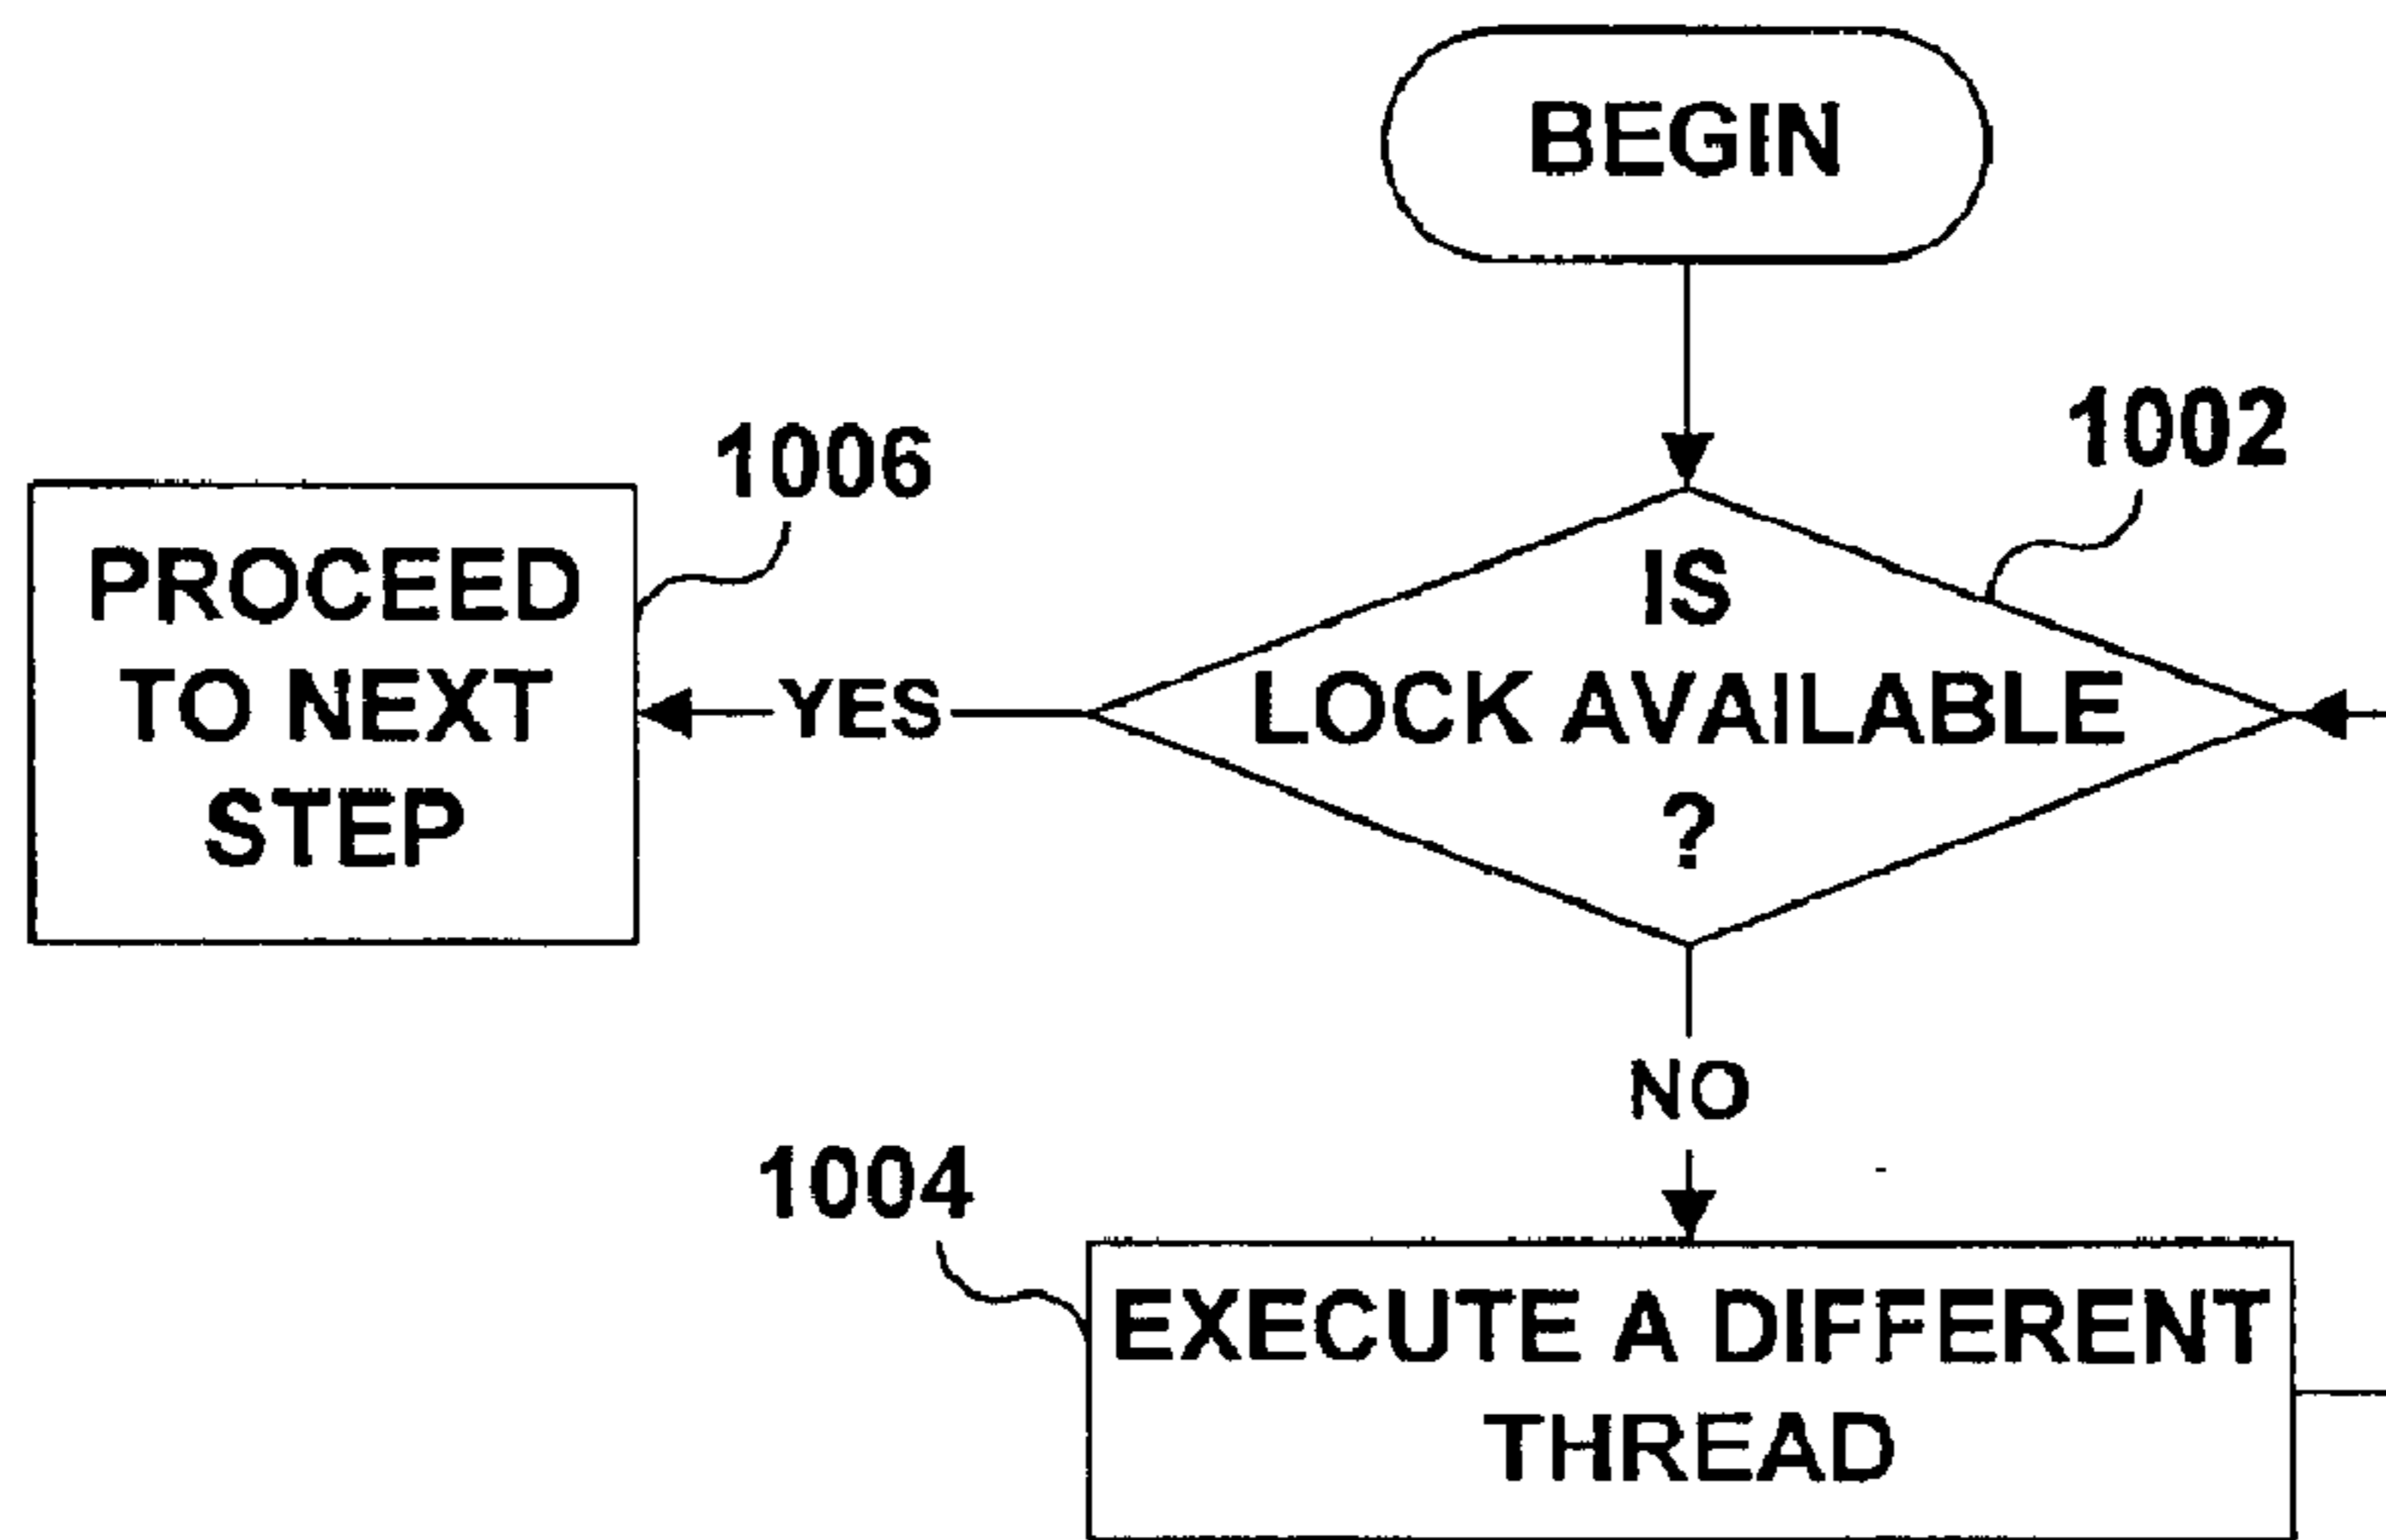 BEGIN
1002
IS
LOCK AVAILABLE
?
YES
1006
PROCEED
TO NEXT
STEP
NO
1004
EXECUTE A DIFFERENT
THREAD